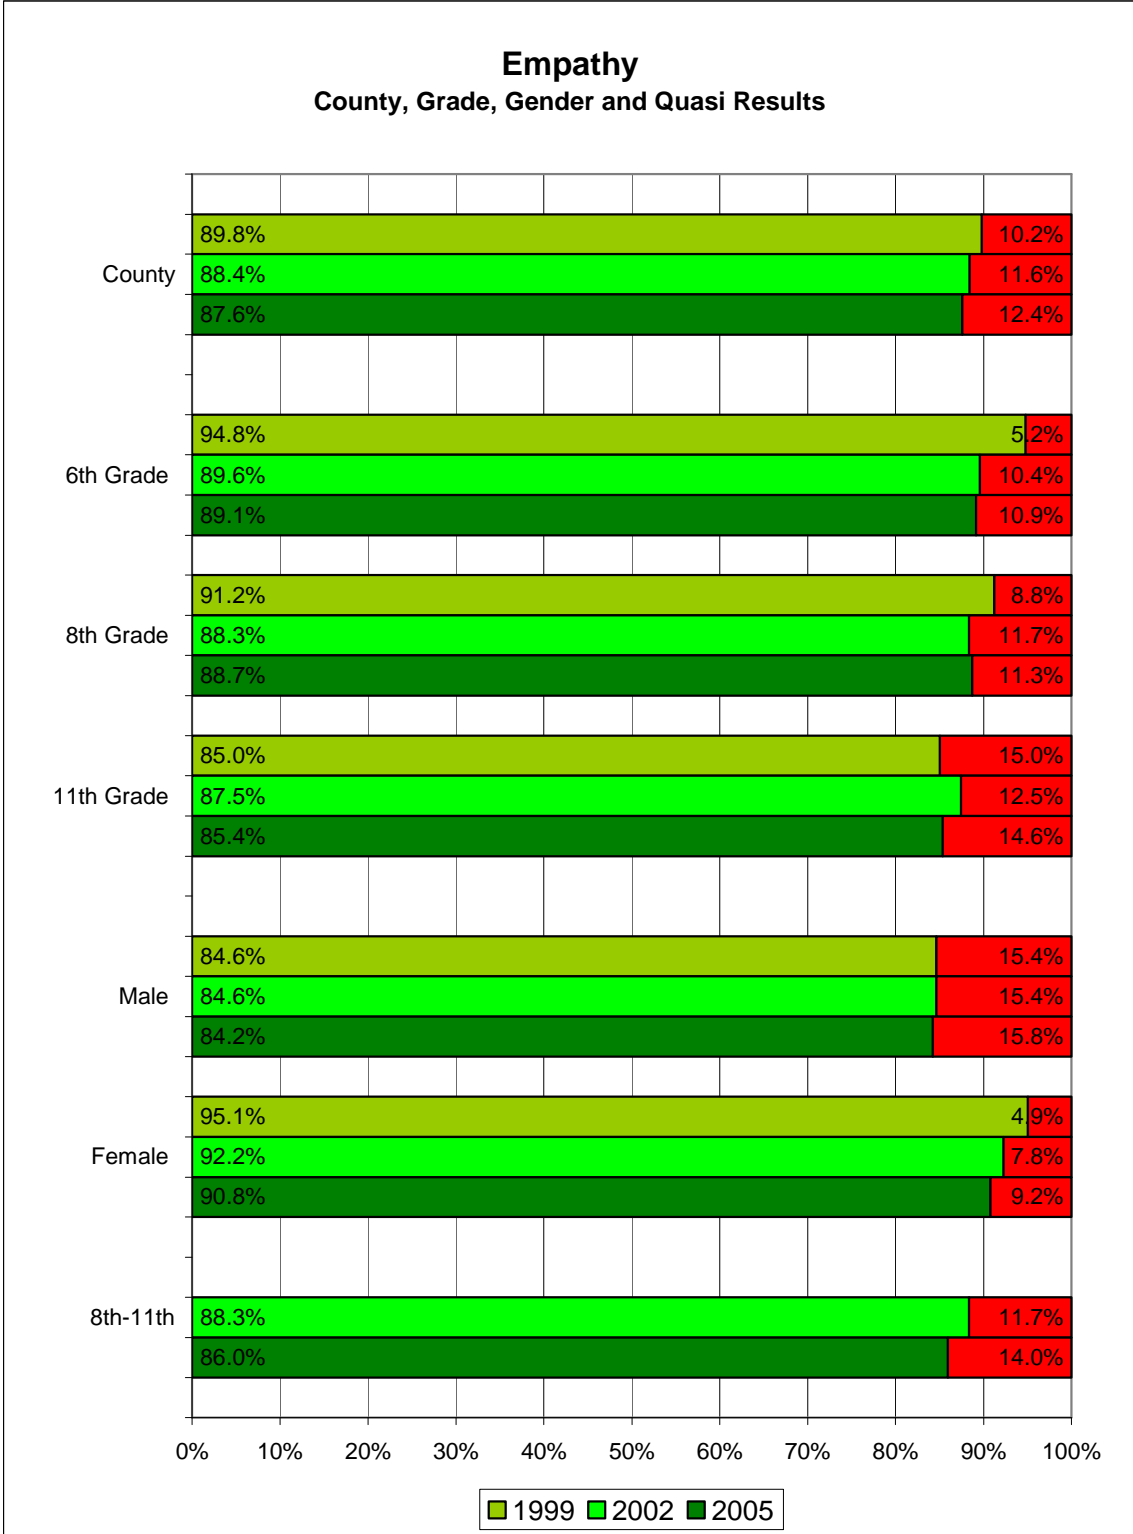 Empathy
County, Grade, Gender and Quasi Results
89.8% 10.2%
County 88.4% 11.6%
87.6% 12.4%
94.8% 5.2%
6th Grade 89.6% 10.4%
89.1% 10.9%
91.2% 8.8%
8th Grade 88.3% 11.7%
88.7% 11.3%
85.0% 15.0%
11th Grade 87.5% 12.5%
85.4% 14.6%
84.6% 15.4%
Male 84.6% 15.4%
84.2% 15.8%
95.1% 4.9%
Female 92.2% 7.8%
90.8% 9.2%
8th-11th 88.3% 11.7%
86.0% 14.0%
0% 10% 20% 30% 40% 50% 60% 70% 80% 90% 100%
1999 2002 2005